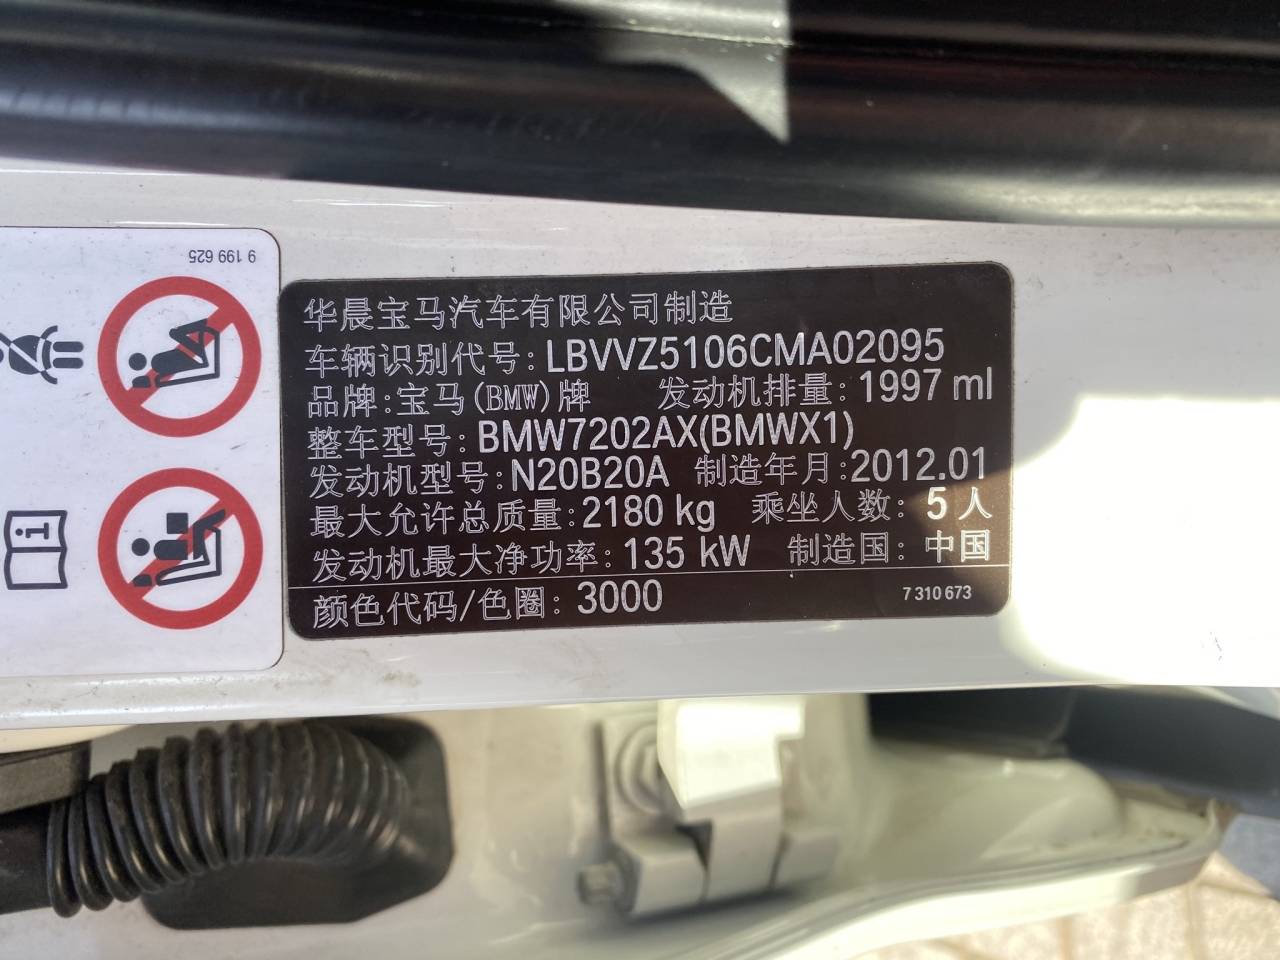 9 199 625
华晨宝马汽车有限公司制造
车辆识别代号: LBVVZ5106CMA02095
品牌:宝马(BMW)牌 发动机排量: 1997 ml
整车型号: BMW7202AX(BMWX1)
发动机型号: N20B20A 制造年月:2012.01
最大允许总质量:2180 kg 乘坐人数: 5 人
发动机最大净功率: 135 kW 制造国: 中国
颜色代码/色圈: 3000 7 310 673